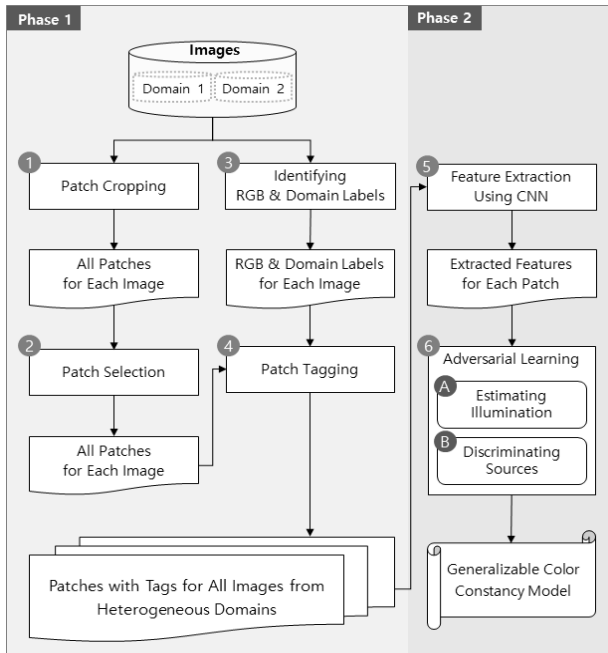 Phase 1
Images
Domain 1
Domain 2
1
Patch Cropping
All Patches
for Each Image
2
Patch Selection
All Patches
for Each Image
3
Identifying
RGB & Domain Labels
RGB & Domain Labels
for Each Image
4
Patch Tagging
Patches with Tags for All Images from
Heterogeneous Domains
Phase 2
5
Feature Extraction
Using CNN
Extracted Features
for Each Patch
6
Adversarial Learning
A
Estimating
Illumination
B
Discriminating
Sources
Generalizable Color
Constancy Model